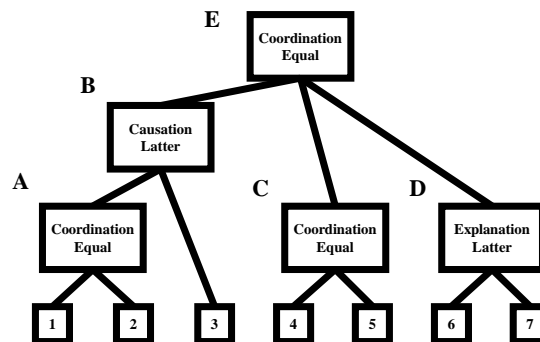 E
Coordination
Equal
B
Causation
Latter
A
Coordination
Equal
C
Coordination
Equal
D
Explanation
Latter
1 2 3 4 5 6 7